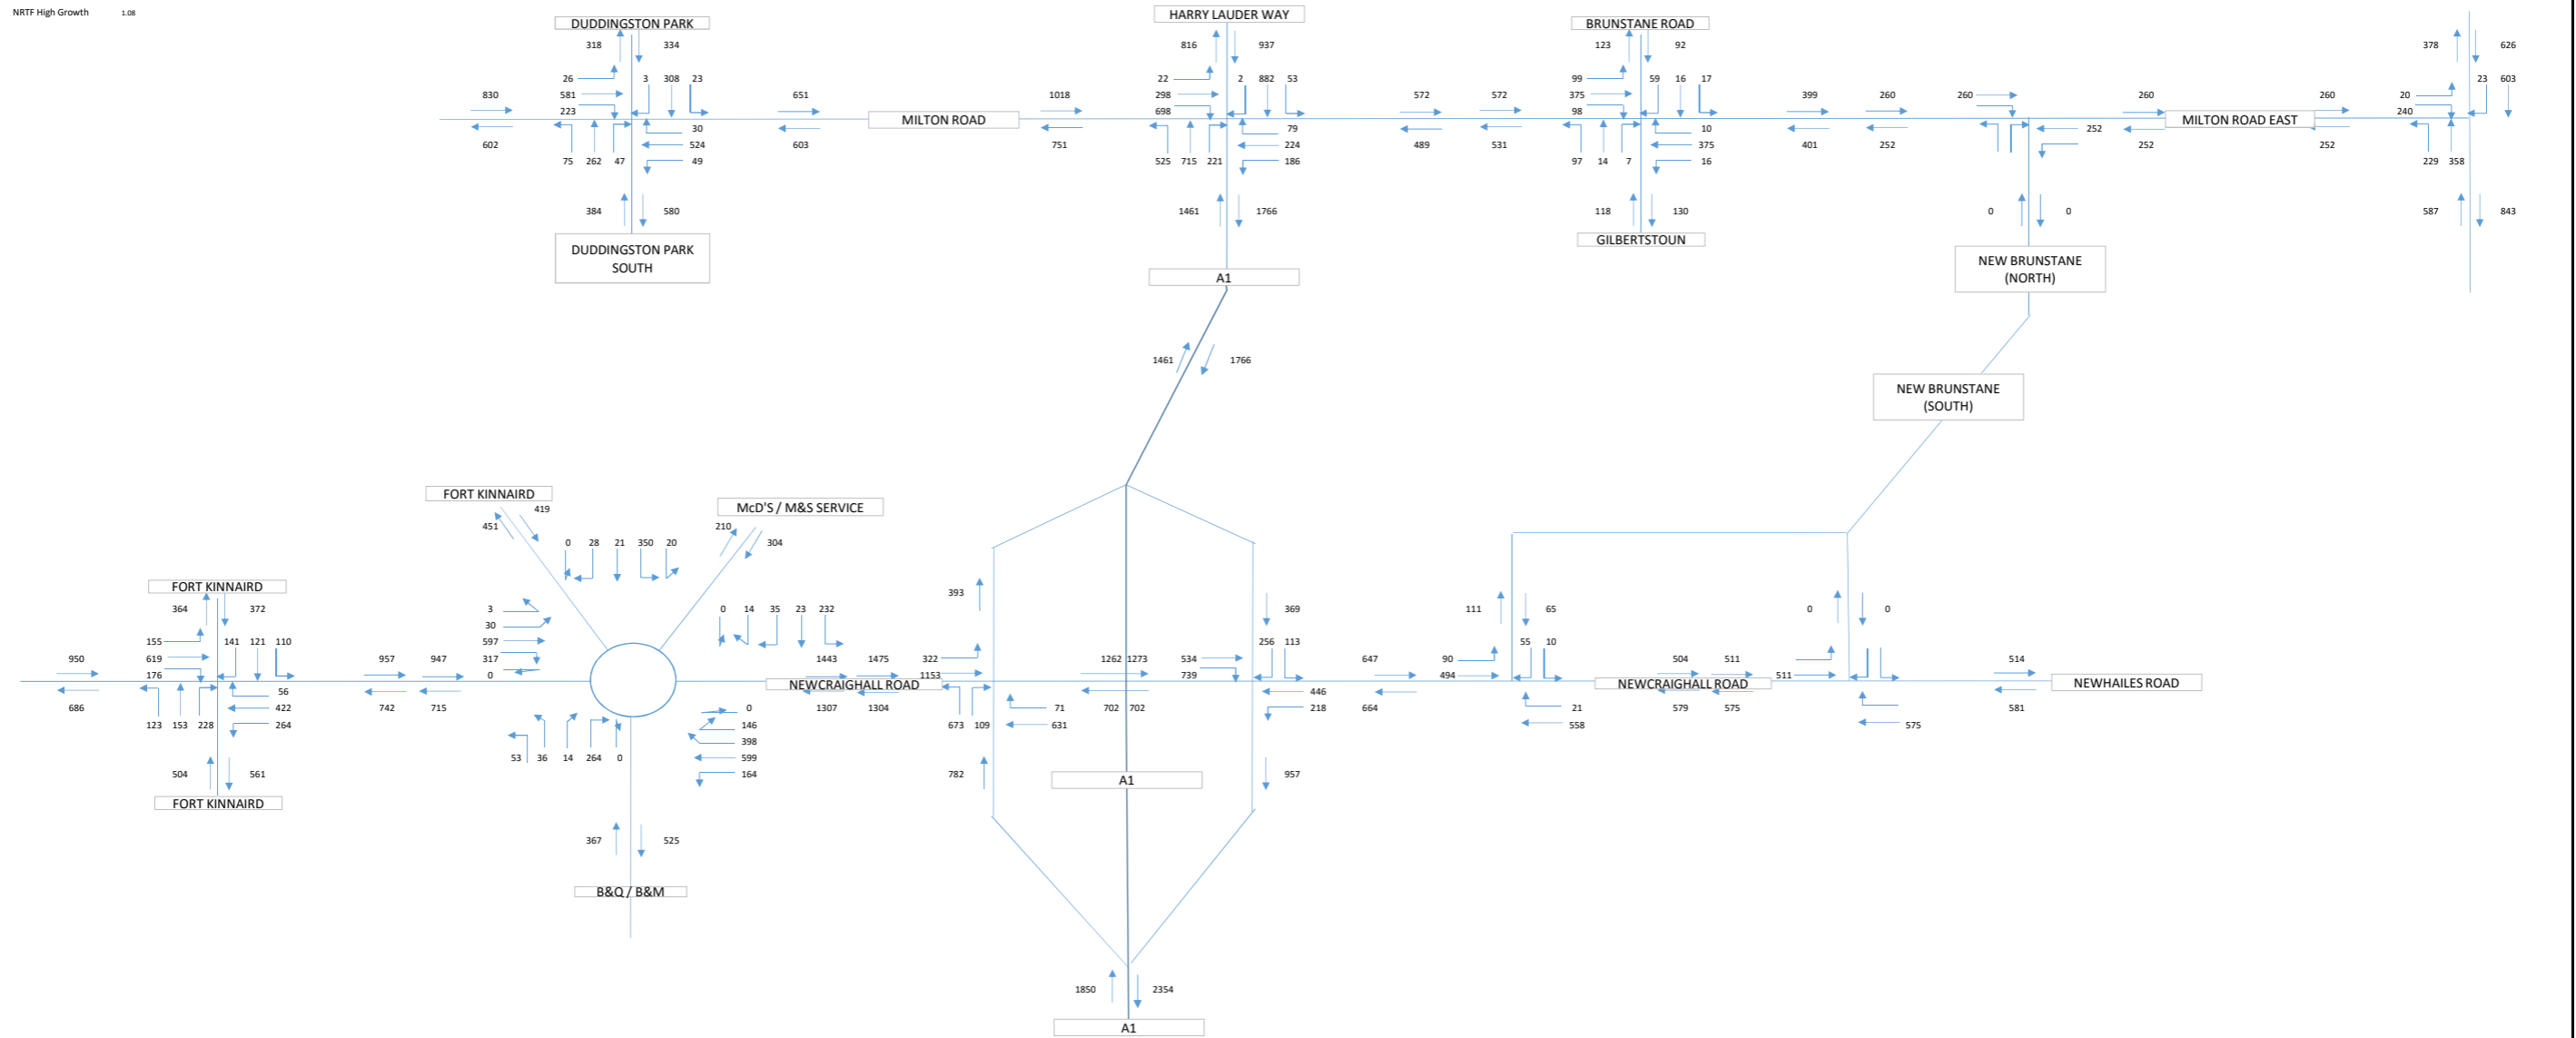 NRTF High Growth 1.08
DUDDINGSTON PARK HARRY LAUDER WAY BRUNSTANE ROAD
318 334 816 937 123 92 378 626
26 3 308 23 22 2 882 53 99 59 16 17 23 603
830 581 651 1018 298 572 572 375 399 260 260 260 260 20
223 698 98 240
MILTON ROAD MILTON ROAD EAST
30 79 10 252
602 524 603 751 224 489 531 375 401 252 252 252
75 262 47 49 525 715 221 186 97 14 7 16 229 358
384 580 1461 1766 118 130 0 0 587 843
DUDDINGSTON PARK
SOUTH
GILBERTSTOUN
NEW BRUNSTANE
(NORTH)
A1
1461 1766
NEW BRUNSTANE
(SOUTH)
FORT KINNAIRD McD'S / M&S SERVICE
419
451 210
0 28 21 350 20 304
FORT KINNAIRD
364 372 3 0 14 35 23 232 393 369 111 65 0 0
30
155 141 121 110 597 256 113 55 10
950 619 957 947 317 1443 1475 322 1262 1273 534 647 90 504 511 514
176 0 1153 739 494 511
NEWCRAIGHALL ROAD NEWCRAIGHALL ROAD NEWHAILES ROAD
56 446
686 422 742 715 0 1307 1304 71 702 702 664 21 579 575 581
123 153 228 264 146 673 109 631 218 558 575
398
53 36 14 264 0 599
504 561 164 782 957
A1
FORT KINNAIRD
367 525
B&Q / B&M
1850 2354
A1